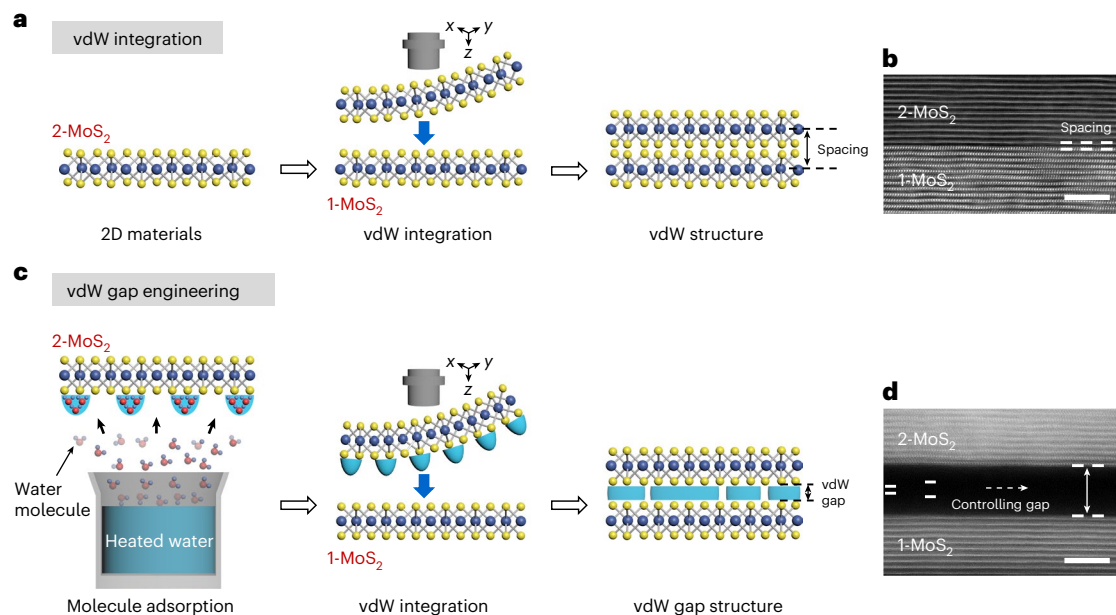 a
vdW integration
x y
z
2-MoS₂
1-MoS₂
Spacing
2D materials
vdW integration
vdW structure
b
2-MoS₂
Spacing
1-MoS₂
c
vdW gap engineering
2-MoS₂
x y
z
Water
molecule
Heated water
1-MoS₂
vdW
gap
Molecule adsorption
vdW integration
vdW gap structure
d
2-MoS₂
Controlling gap
1-MoS₂